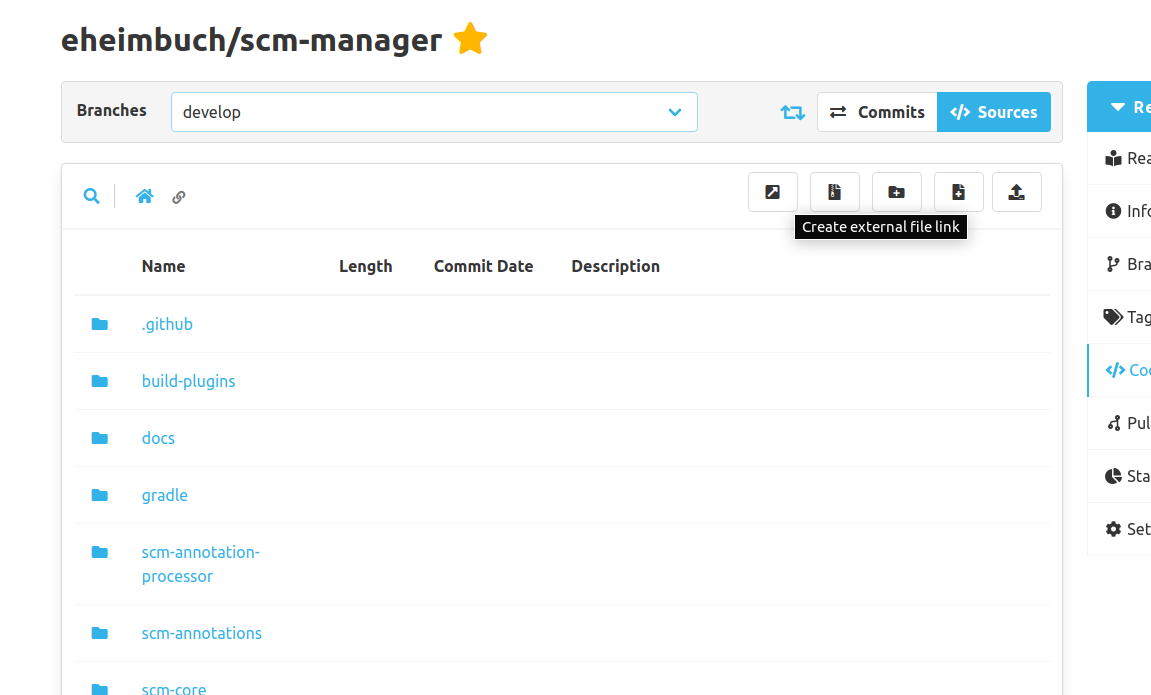 eheimbuch/scm-manager
Branches
develop
Commits
Sources
Re
Rea
Info
Bra
Tag
Coo
Pul
Sta
Set
Create external file link
Name Length Commit Date Description
.github
build-plugins
docs
gradle
scm-annotation-
processor
scm-annotations
scm-core